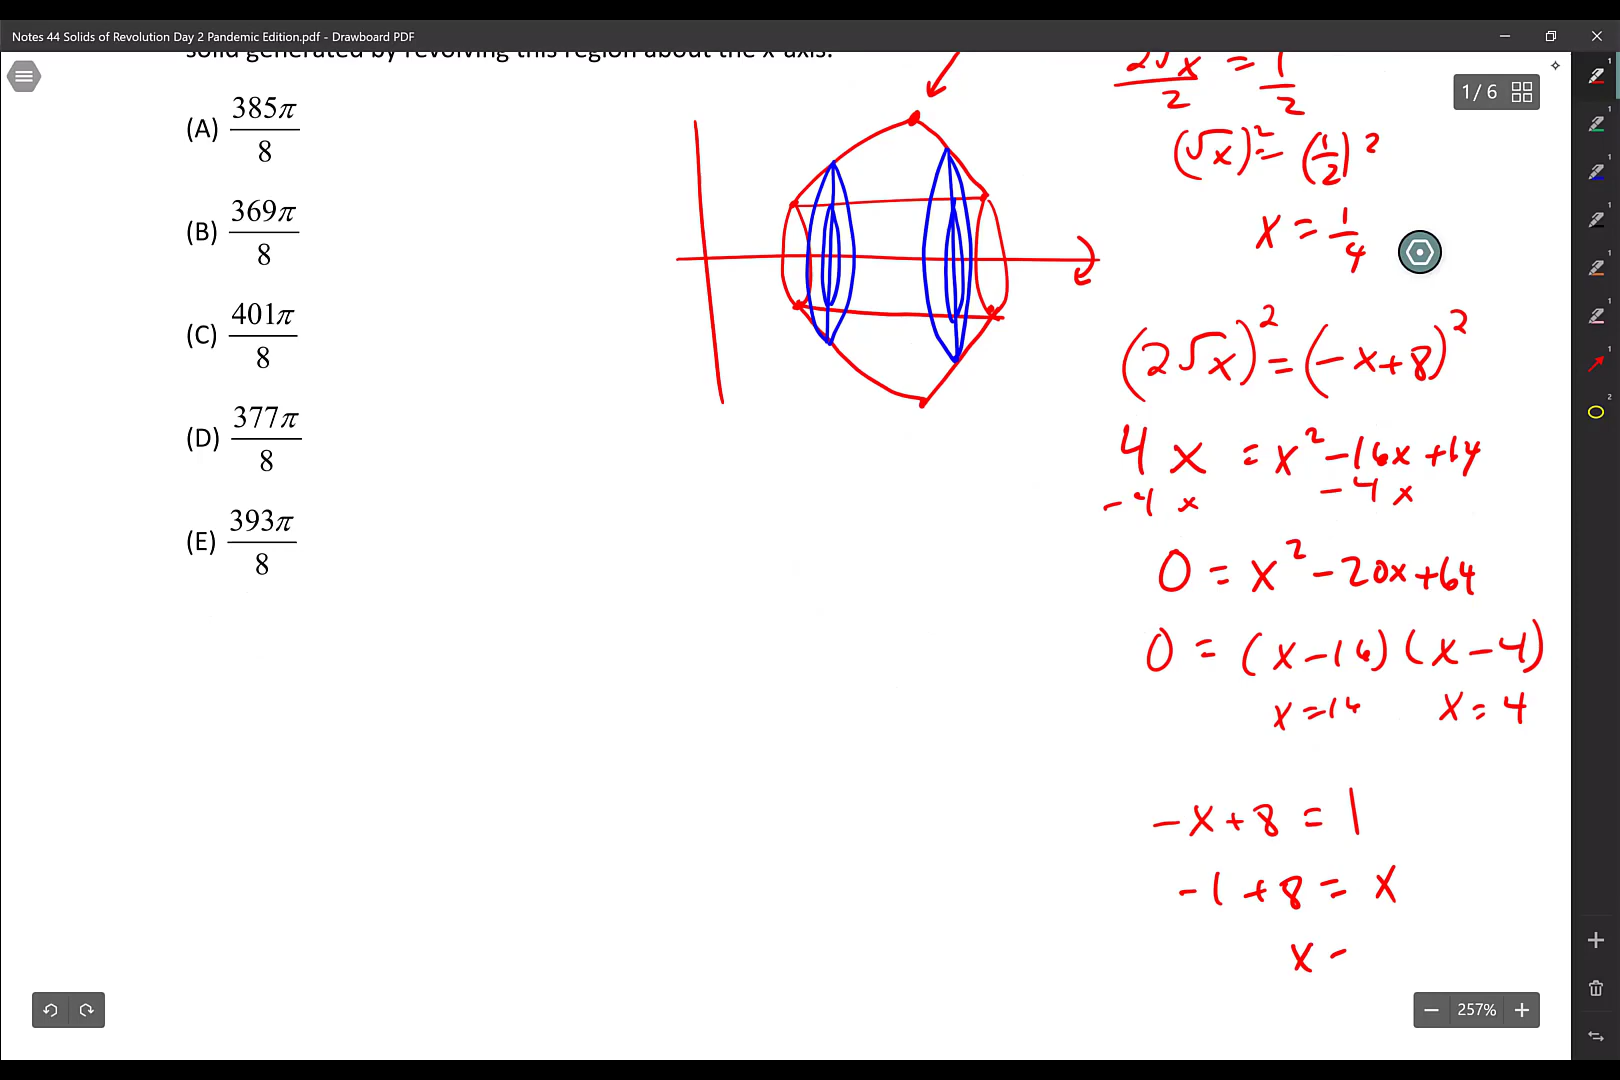 Notes 44 Solids of Revolution Day 2 Pandemic Edition.pdf - Drawboard PDF
solid generated by revolving this region about the x-axis.
(A) 385π/8
(B) 369π/8
(C) 401π/8
(D) 377π/8
(E) 393π/8
1 / 6
2√x/2 = 1/2
(√x)² = (1/2)²
x = 1/4
(2√x)² = (-x+8)²
4x = x² - 16x + 64
-4x - 4x
0 = x² - 20x + 64
0 = (x - 16)(x - 4)
x = 16 x = 4
-x + 8 = 1
-1 + 8 = x
x =
257%